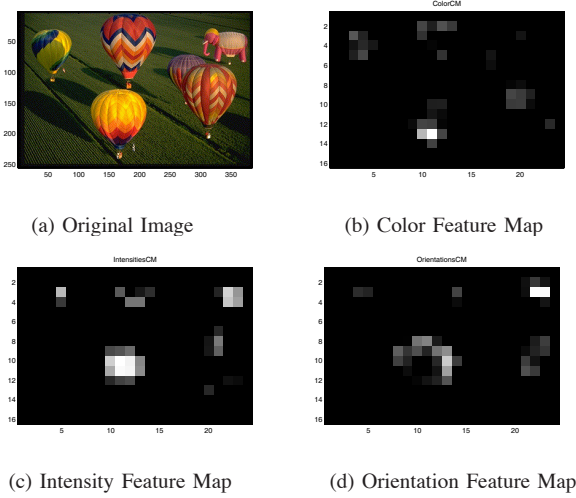 ColorCM
50
100
150
200
250
50 100 150 200 250 300 350
2
4
6
8
10
12
14
16
5 10 15 20
(a) Original Image
(b) Color Feature Map
IntensitiesCM
2
4
6
8
10
12
14
16
5 10 15 20
OrientationsCM
2
4
6
8
10
12
14
16
5 10 15 20
(c) Intensity Feature Map
(d) Orientation Feature Map